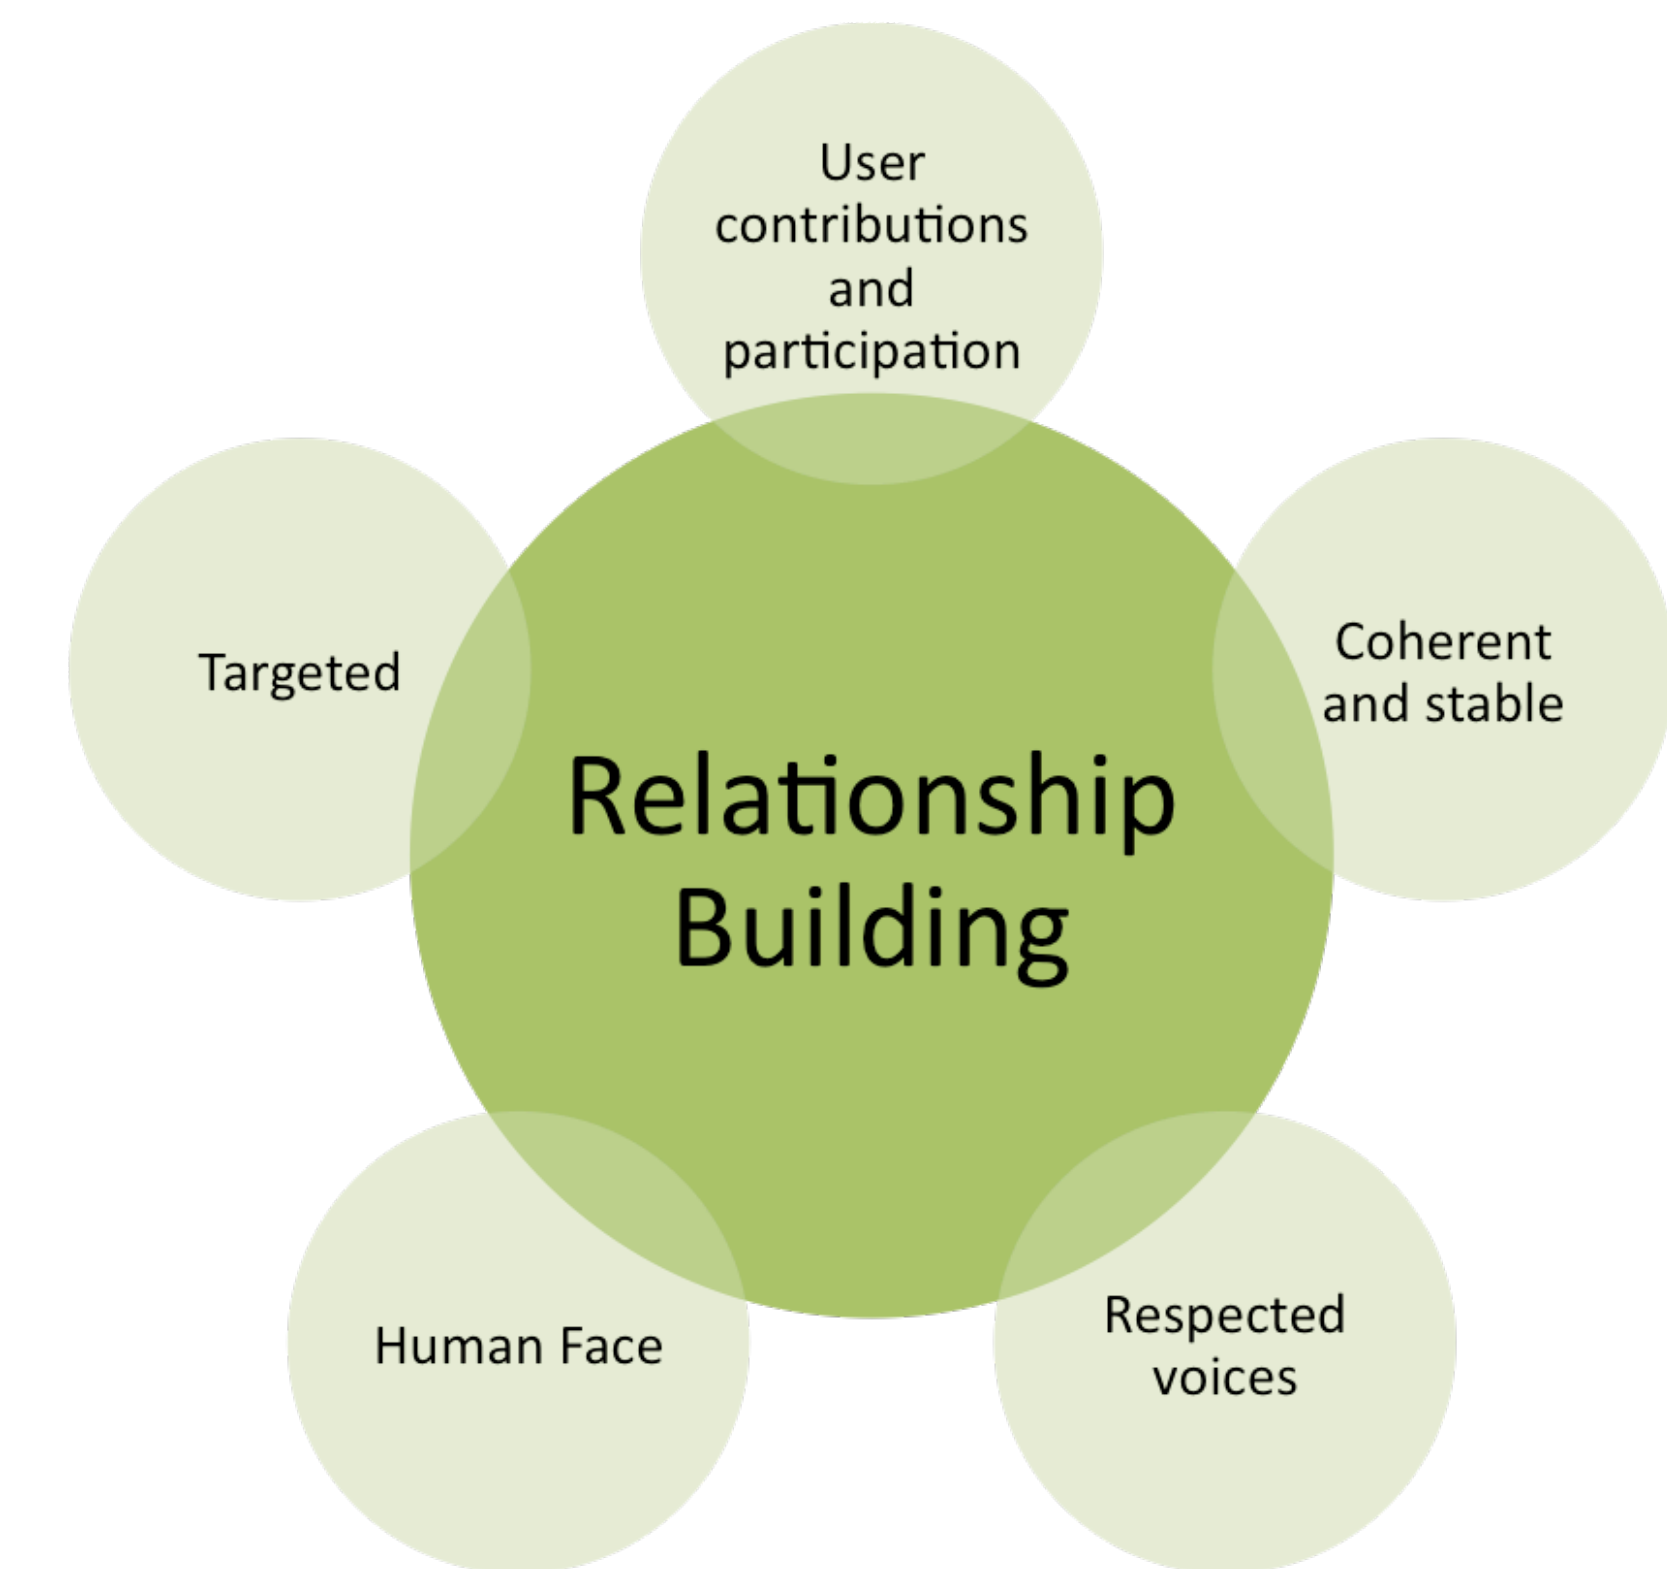 User
contributions
and
participation
Targeted
Coherent
and stable
Relationship
Building
Human Face
Respected
voices